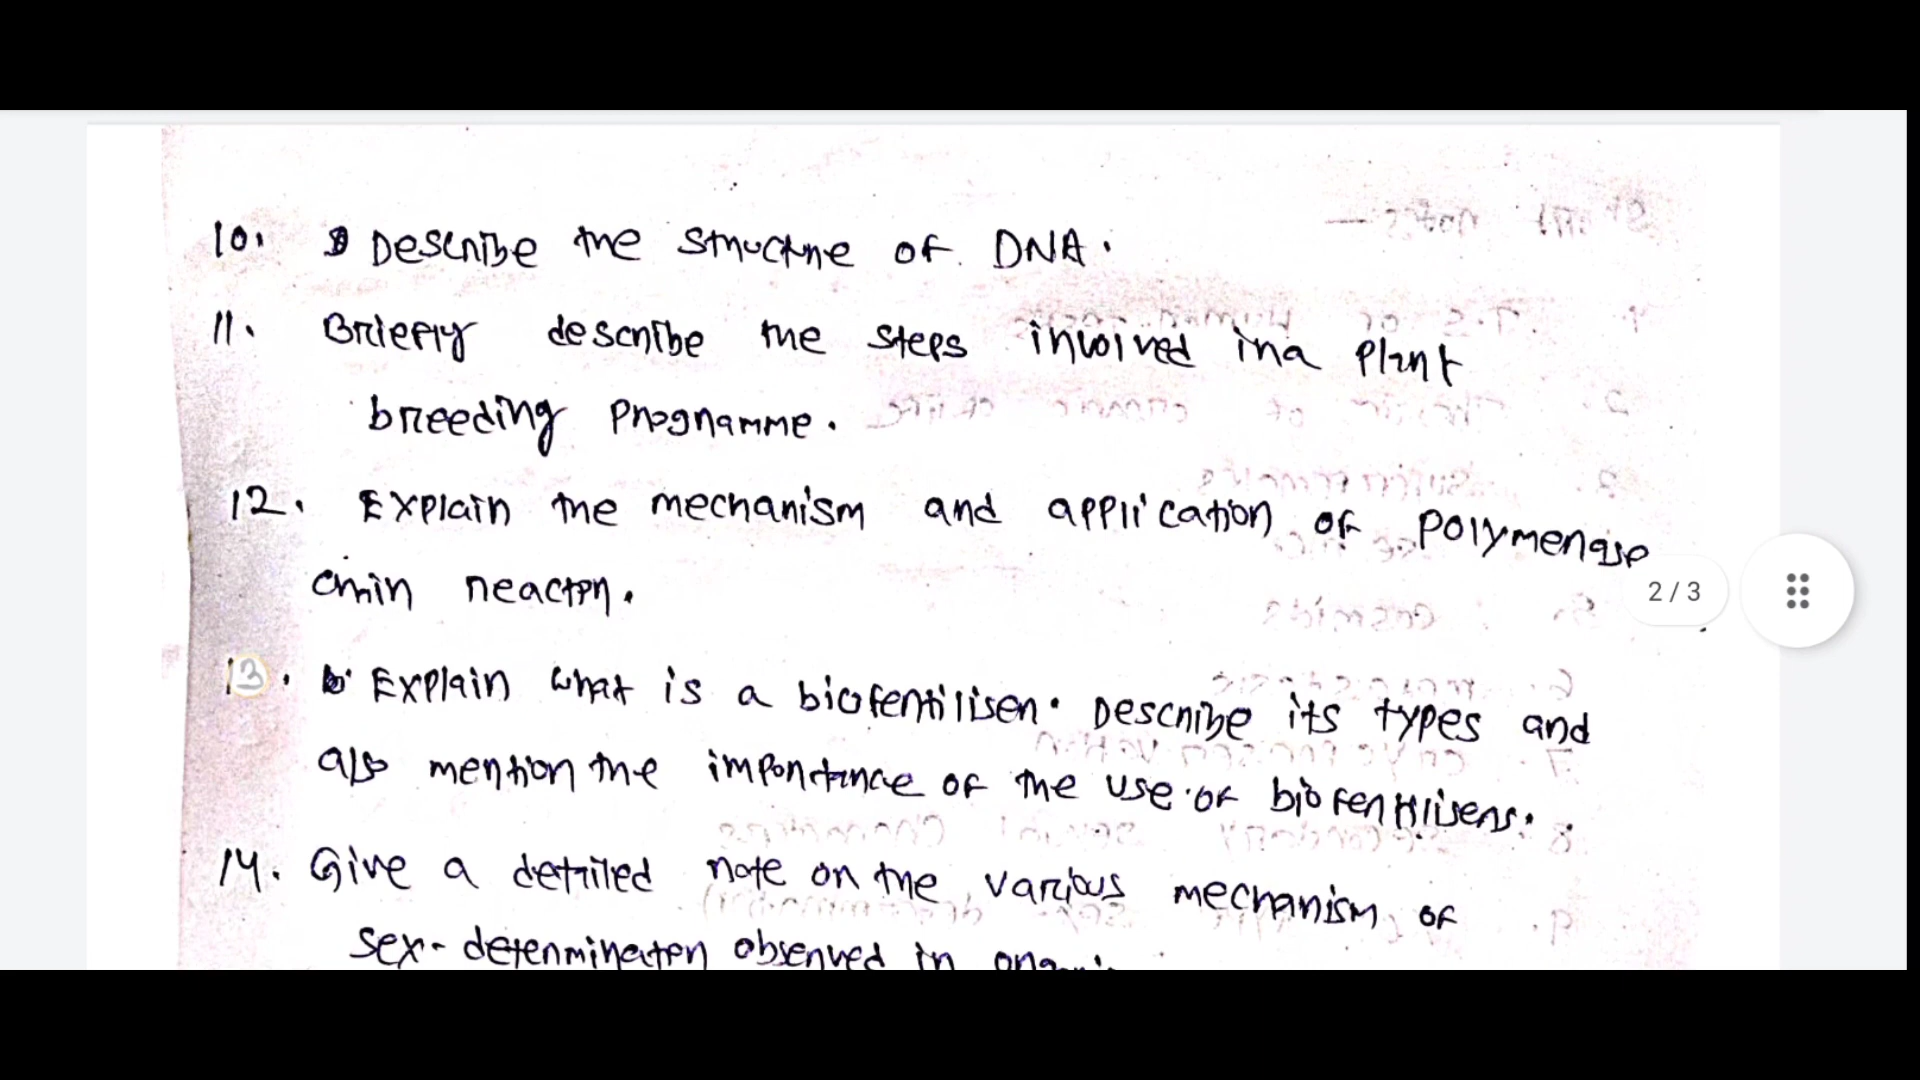 10. Describe the structure of DNA.
11. Briefly describe the steps involved in a plant
breeding programme.
12. Explain the mechanism and application of polymerase
chain reaction.
2 / 3
13. Explain what is a biofertiliser. Describe its types and
also mention the importance of the use of biofertilisers.
14. Give a detailed note on the various mechanism of
sex-determination observed in